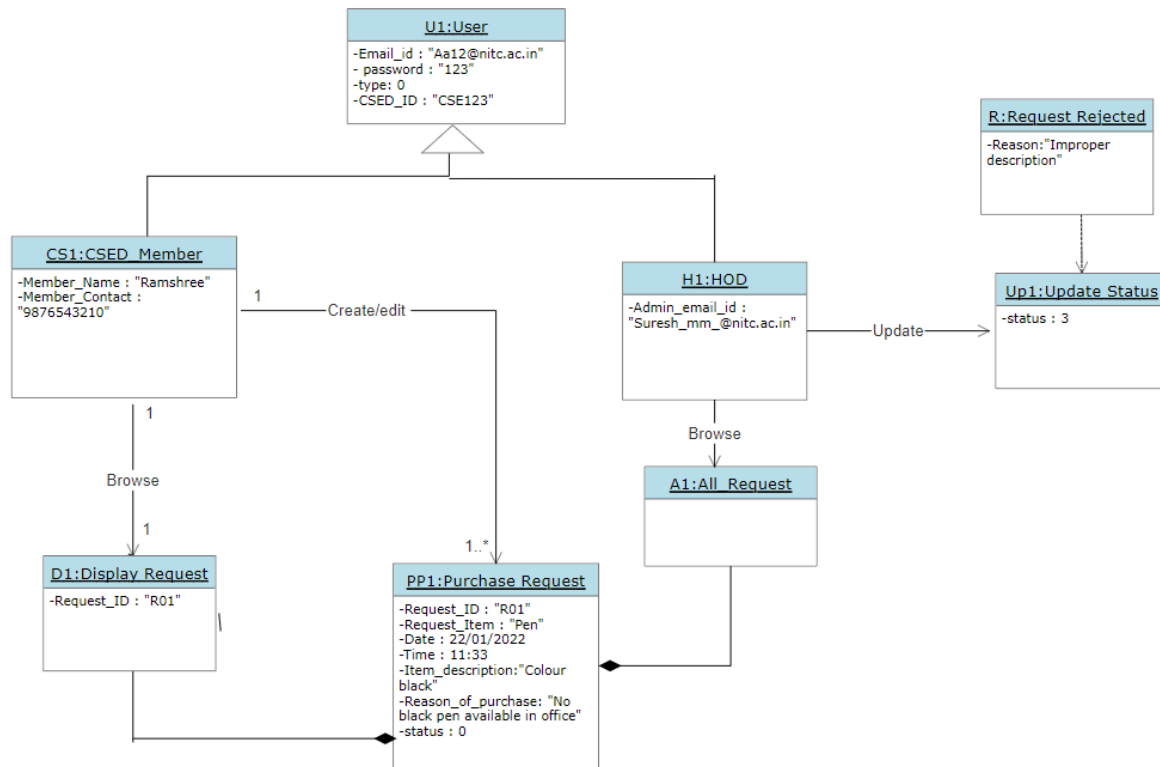 U1:User
-Email_id : "Aa12@nitc.ac.in"
- password : "123"
-type: 0
-CSED_ID : "CSE123"
R:Request Rejected
-Reason:"Improper
description"
CS1:CSED_Member
-Member_Name : "Ramshree"
-Member_Contact :
"9876543210"
1
Create/edit
H1:HOD
-Admin_email_id :
"Suresh_mm_@nitc.ac.in"
Update
Up1:Update Status
-status : 3
1
Browse
1
Browse
A1:All_Request
1..*
D1:Display Request
-Request_ID : "R01"
\
PP1:Purchase Request
-Request_ID : "R01"
-Request_Item : "Pen"
-Date : 22/01/2022
-Time : 11:33
-Item_description:"Colour
black"
-Reason_of_purchase: "No
black pen available in office"
-status : 0